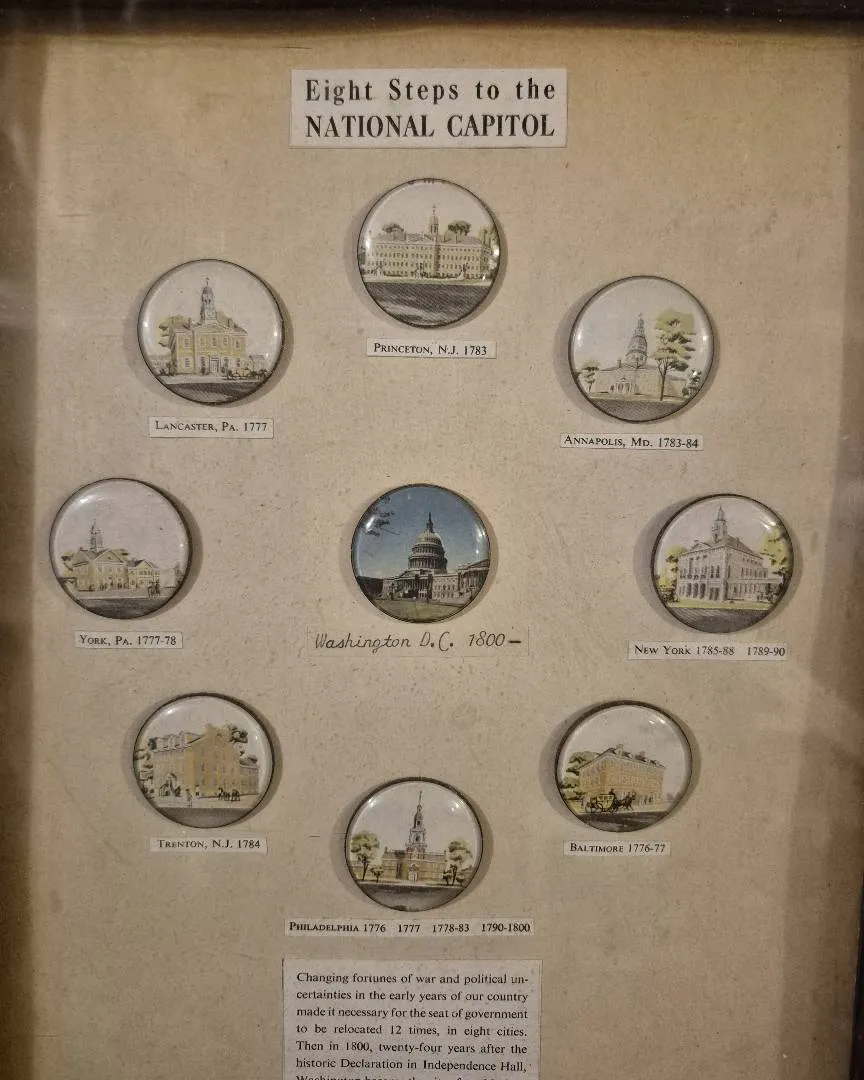 Eight Steps to the
NATIONAL CAPITOL
PRINCETON, N.J. 1783
LANCASTER, PA. 1777
ANNAPOLIS, MD. 1783-84
YORK, PA. 1777-78
Washington D.C. 1800—
NEW YORK 1785-88 1789-90
TRENTON, N.J. 1784
BALTIMORE 1776-77
PHILADELPHIA 1776 1777 1778-83 1790-1800
Changing fortunes of war and political un-
certainties in the early years of our country
made it necessary for the seat of government
to be relocated 12 times, in eight cities.
Then in 1800, twenty-four years after the
historic Declaration in Independence Hall,